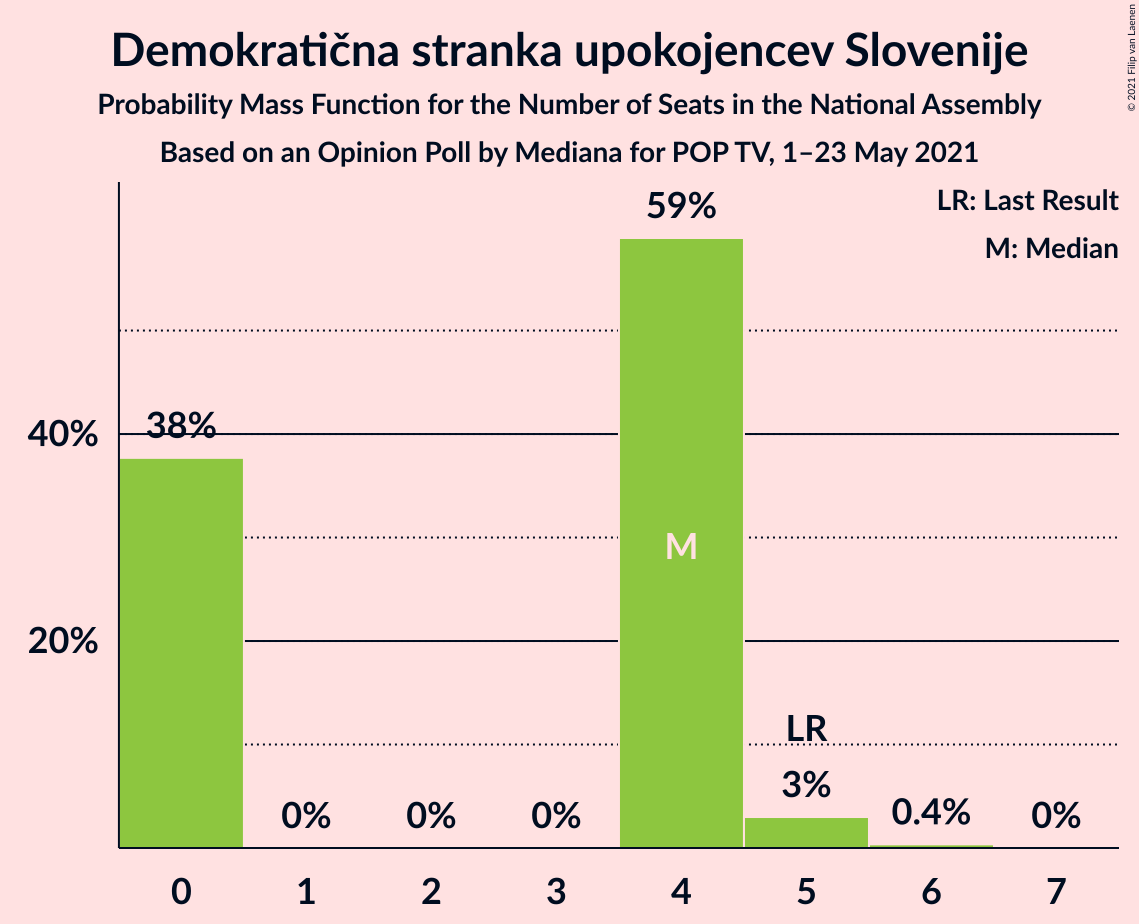 Demokratična stranka upokojencev Slovenije
Probability Mass Function for the Number of Seats in the National Assembly
Based on an Opinion Poll by Mediana for POP TV, 1–23 May 2021
© 2021 Filip van Laenen
LR: Last Result
M: Median
59%
38%
40%
M
20%
LR
3%
0%
0%
0%
0.4%
0%
0
1
2
3
4
5
6
7